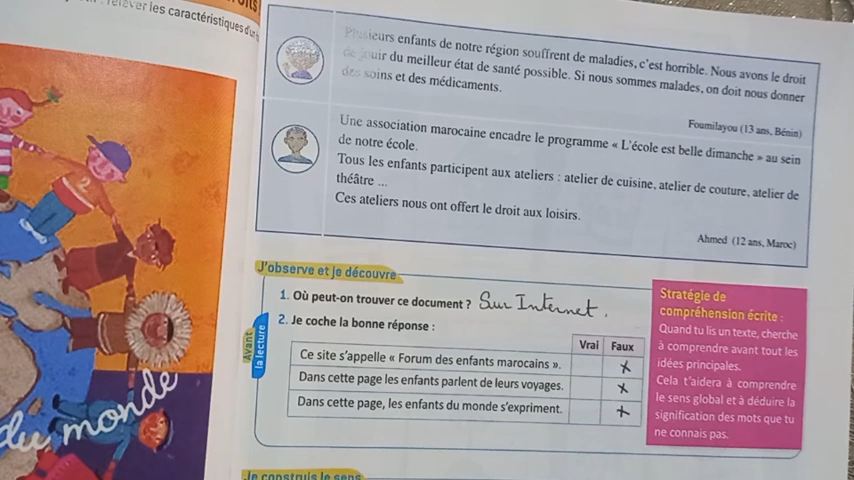 relever les caractéristiques
Plusieurs enfants de notre région souffrent de maladies, c'est horrible. Nous avons le droit
de jouir du meilleur état de santé possible. Si nous sommes malades, on doit nous donner
des soins et des médicaments.
Foumilayou (13 ans, Bénin)
Une association marocaine encadre le programme « L'école est belle dimanche » au sein
de notre école.
Tous les enfants participent aux ateliers : atelier de cuisine, atelier de couture, atelier de
théâtre ...
Ces ateliers nous ont offert le droit aux loisirs.
Ahmed (12 ans, Maroc)
J'observe et je découvre
1. Où peut-on trouver ce document ? Sur Internet.
2. Je coche la bonne réponse :
Avant
la lecture
Vrai Faux
Ce site s'appelle « Forum des enfants marocains ». x
Dans cette page les enfants parlent de leurs voyages. x
Dans cette page, les enfants du monde s'expriment. x
Stratégie de
compréhension écrite :
Quand tu lis un texte, cherche
à comprendre avant tout les
idées principales.
Cela t'aidera à comprendre
le sens global et à déduire la
signification des mots que tu
ne connais pas.
du monde
Je construis le sens